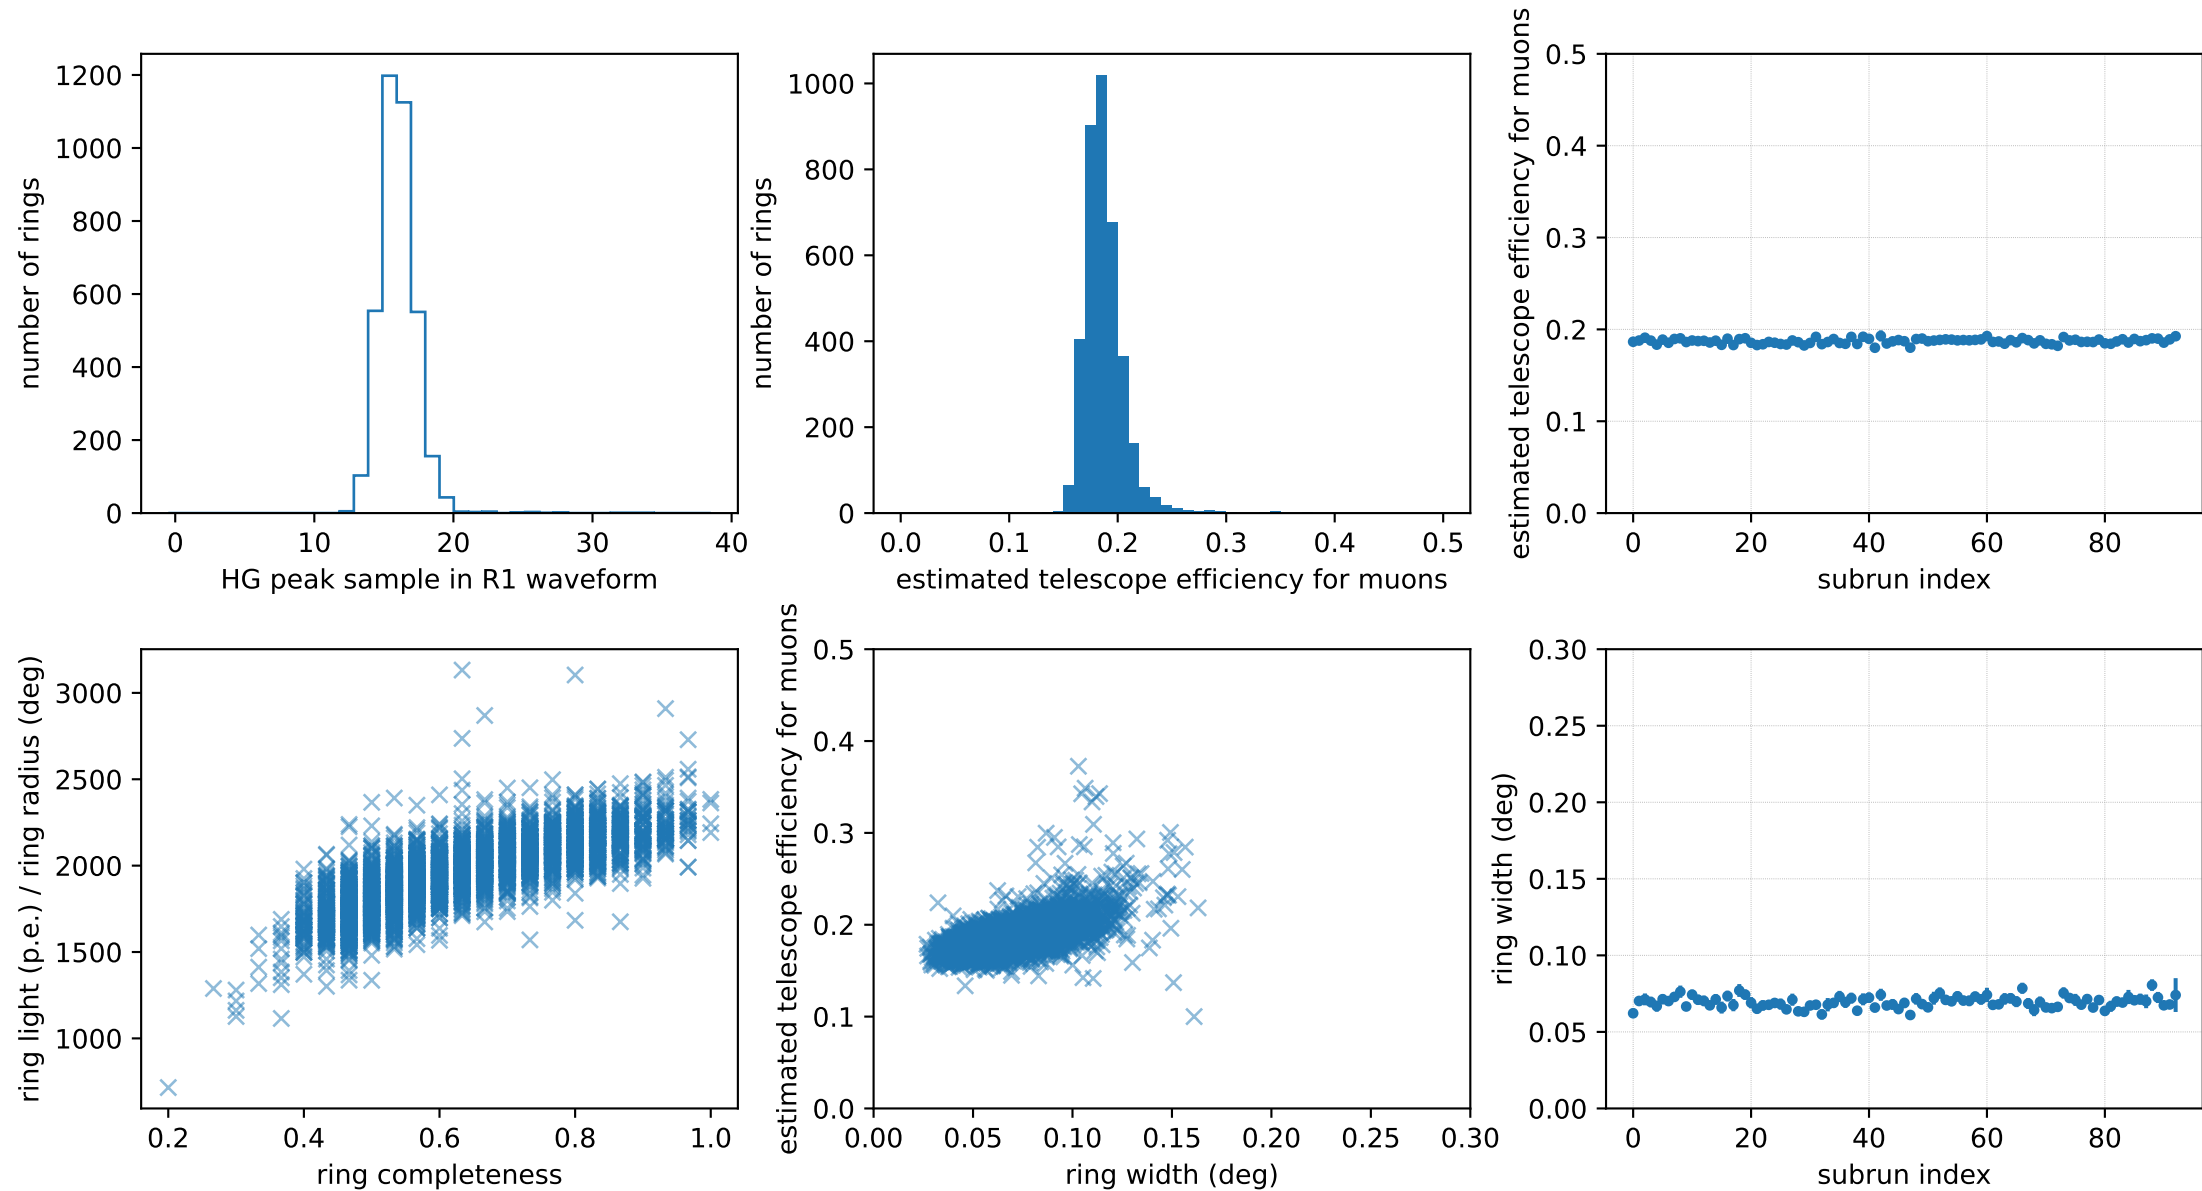 number of rings
1200
1000
800
600
400
200
0
0 10 20 30 40
HG peak sample in R1 waveform
number of rings
1000
800
600
400
200
0
0.0 0.1 0.2 0.3 0.4 0.5
estimated telescope efficiency for muons
estimated telescope efficiency for muons
0.5
0.4
0.3
0.2
0.1
0.0
0 20 40 60 80
subrun index
ring light (p.e.) / ring radius (deg)
3000
2500
2000
1500
1000
0.2 0.4 0.6 0.8 1.0
ring completeness
estimated telescope efficiency for muons
0.5
0.4
0.3
0.2
0.1
0.0
0.00 0.05 0.10 0.15 0.20 0.25 0.30
ring width (deg)
ring width (deg)
0.30
0.25
0.20
0.15
0.10
0.05
0.00
0 20 40 60 80
subrun index